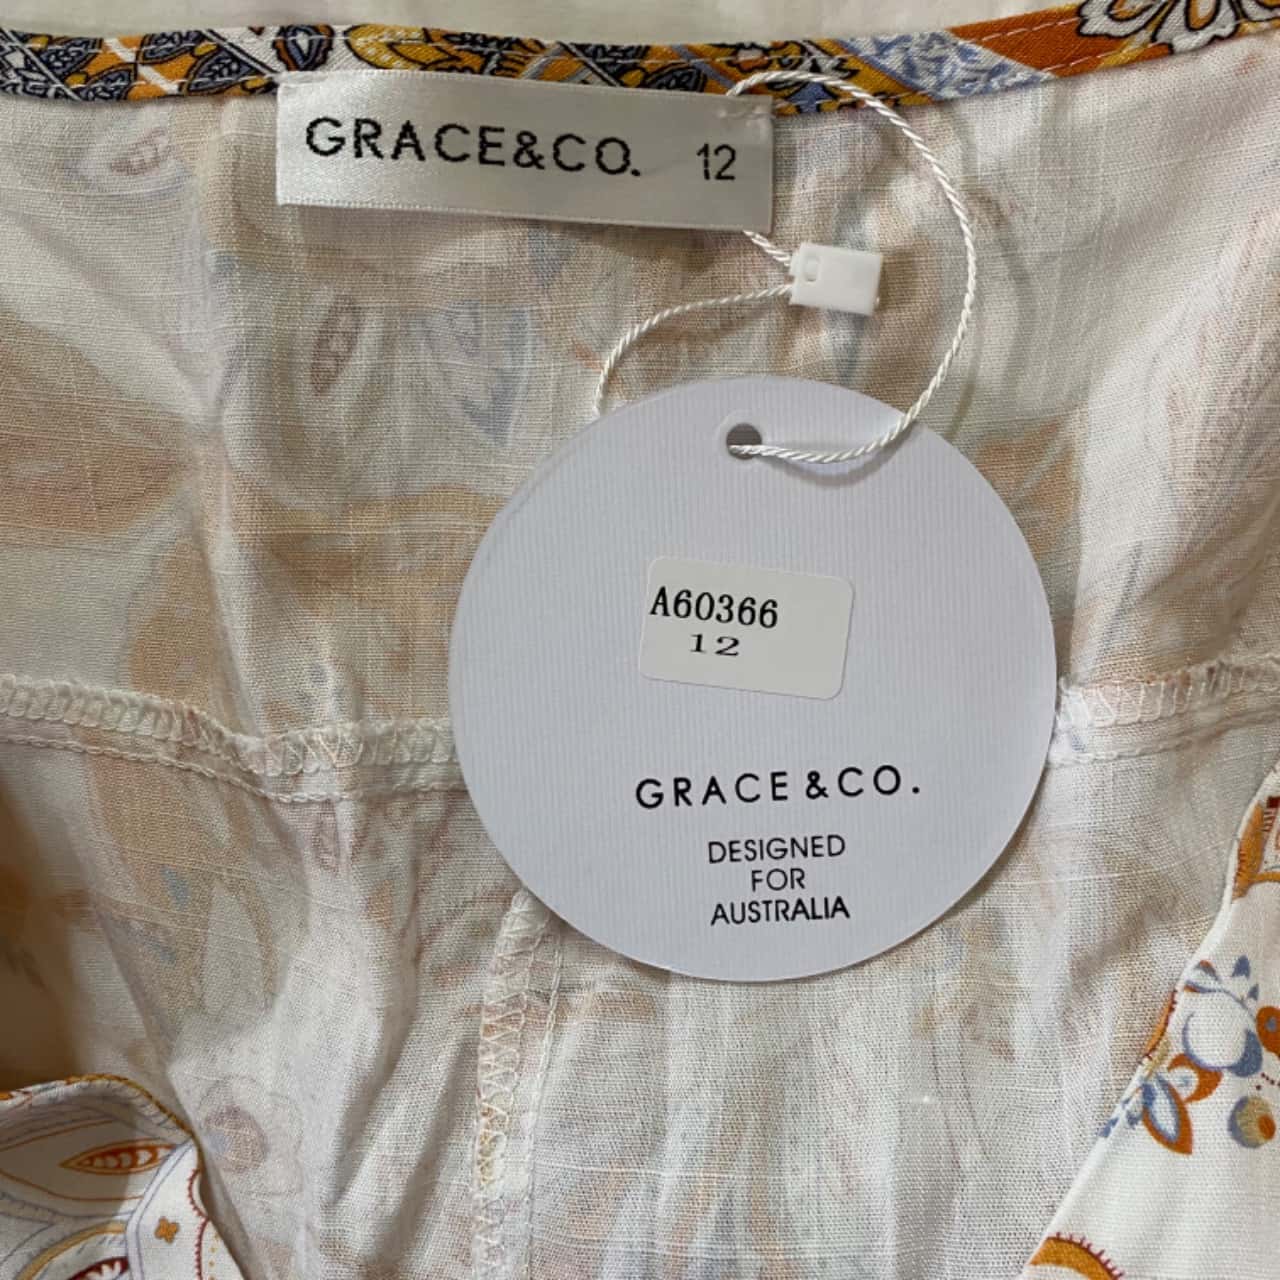 GRACE&CO. 12
A60366
12
GRACE & CO.
DESIGNED
FOR
AUSTRALIA